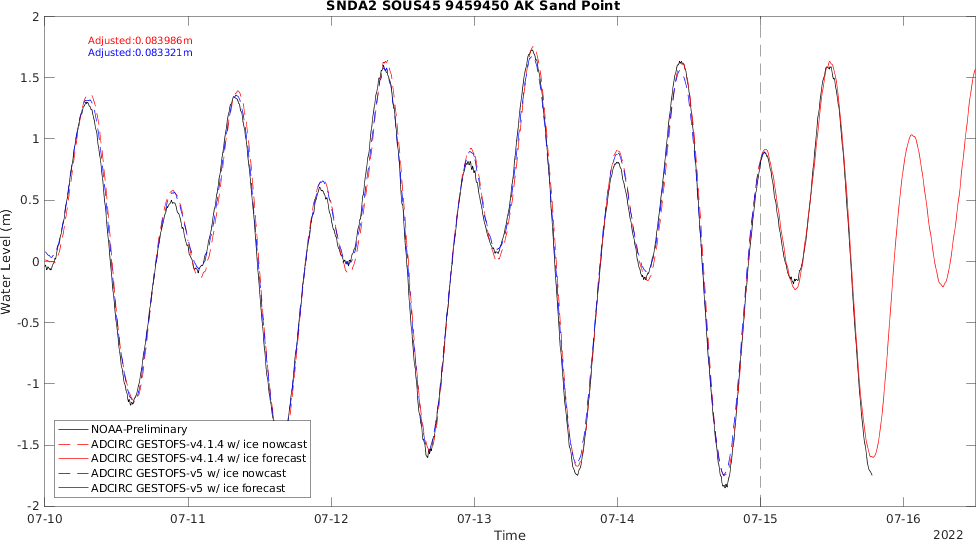 SNDA2 SOUS45 9459450 AK Sand Point
Adjusted:0.083986m
Adjusted:0.083321m
Water Level (m)
2
1.5
1
0.5
0
-0.5
-1
-1.5
-2
NOAA-Preliminary
ADCIRC GESTOFS-v4.1.4 w/ ice nowcast
ADCIRC GESTOFS-v4.1.4 w/ ice forecast
ADCIRC GESTOFS-v5 w/ ice nowcast
ADCIRC GESTOFS-v5 w/ ice forecast
07-10 07-11 07-12 07-13 07-14 07-15 07-16
Time
2022